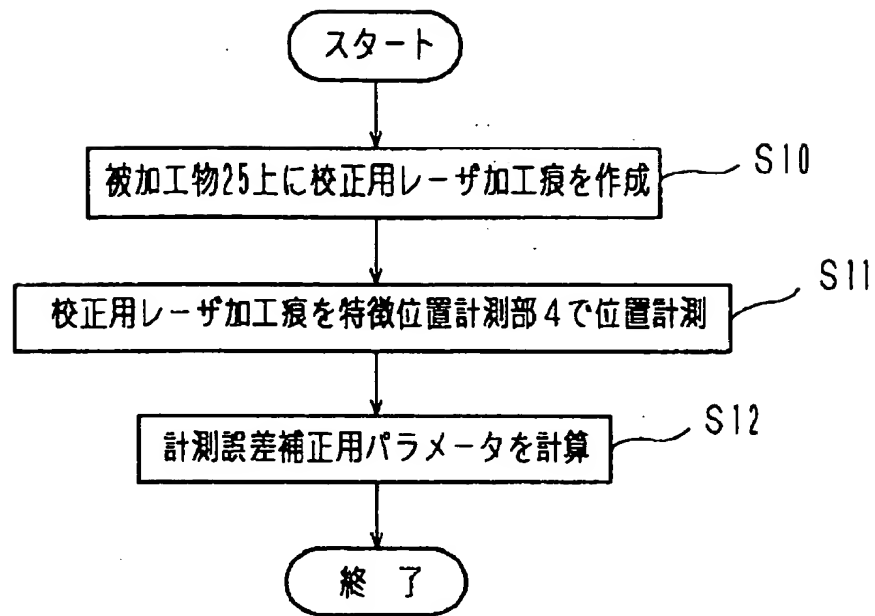 スタート
被加工物25上に校正用レーザ加工痕を作成
S10
校正用レーザ加工痕を特徴位置計測部4で位置計測
S11
計測誤差補正用パラメータを計算
S12
終了